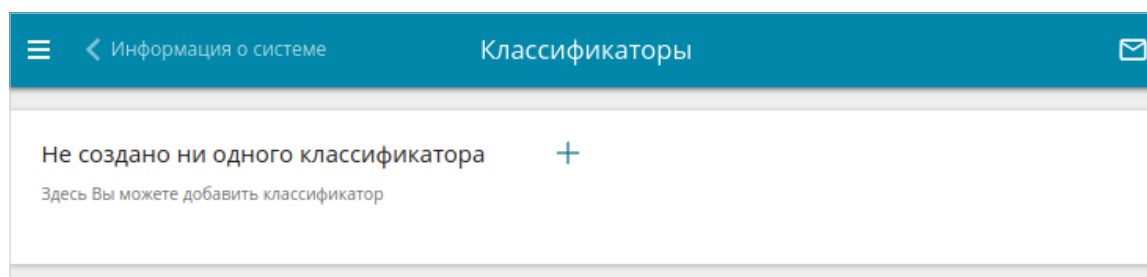 Информация о системе
Классификаторы
Не создано ни одного классификатора
Здесь Вы можете добавить классификатор